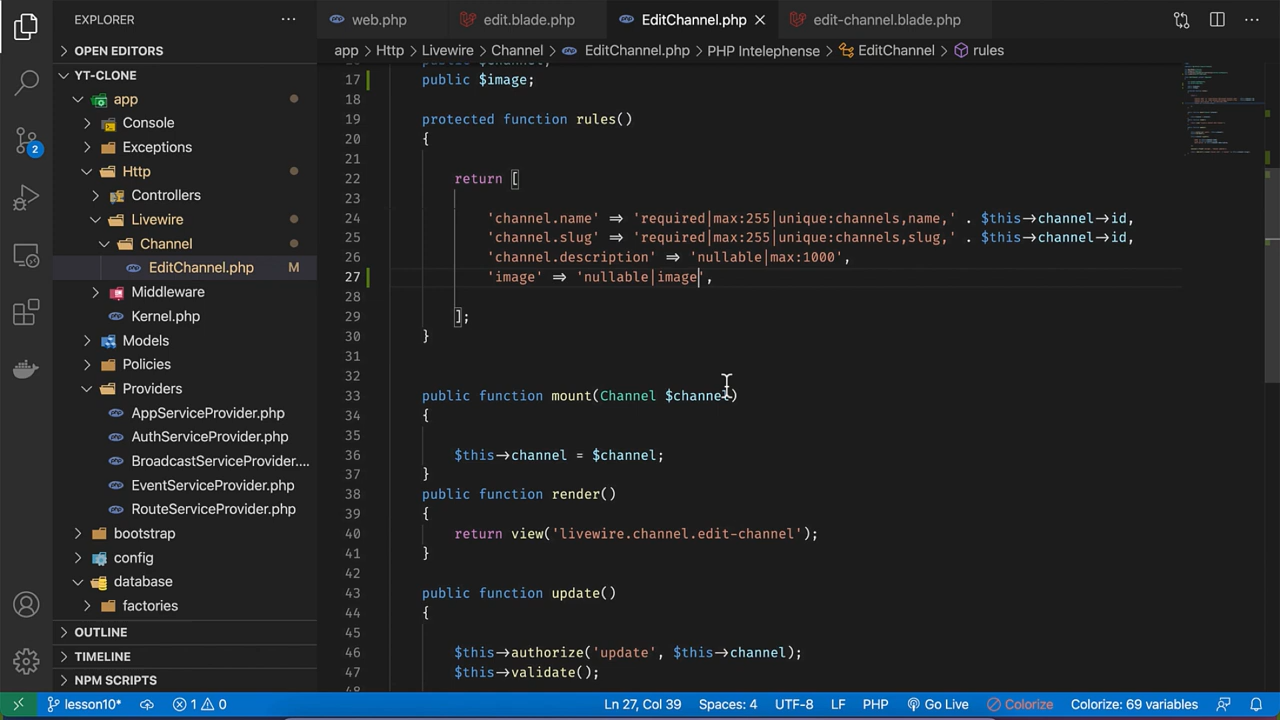 EXPLORER
OPEN EDITORS
YT-CLONE
app
Console
Exceptions
Http
Controllers
Livewire
Channel
EditChannel.php M
Middleware
Kernel.php
Models
Policies
Providers
AppServiceProvider.php
AuthServiceProvider.php
BroadcastServiceProvider....
EventServiceProvider.php
RouteServiceProvider.php
bootstrap
config
database
factories
OUTLINE
TIMELINE
NPM SCRIPTS
2
web.php edit.blade.php EditChannel.php edit-channel.blade.php
app > Http > Livewire > Channel > EditChannel.php > PHP Intelephense > EditChannel > rules
17 public $image;
18
19 protected function rules()
20 {
21
22 return [
23
24 'channel.name' => 'required|max:255|unique:channels,name,' . $this->channel->id,
25 'channel.slug' => 'required|max:255|unique:channels,slug,' . $this->channel->id,
26 'channel.description' => 'nullable|max:1000',
27 'image' => 'nullable|image',
28
29 ];
30 }
31
32
33 public function mount(Channel $channel)
34 {
35
36 $this->channel = $channel;
37 }
38 public function render()
39 {
40 return view('livewire.channel.edit-channel');
41 }
42
43 public function update()
44 {
45
46 $this->authorize('update', $this->channel);
47 $this->validate();
lesson10* 1 0 Ln 27, Col 39 Spaces: 4 UTF-8 LF PHP Go Live Colorize Colorize: 69 variables